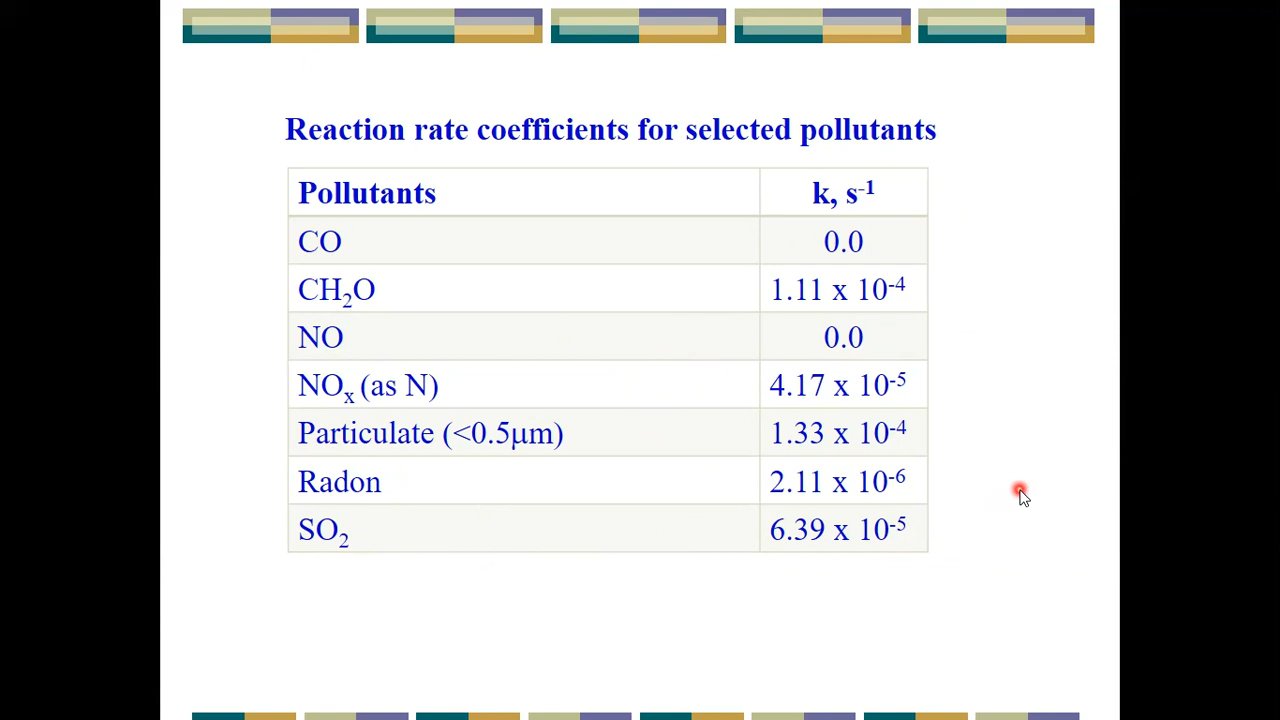 Reaction rate coefficients for selected pollutants
Pollutants k, s⁻¹
CO 0.0
CH₂O 1.11 x 10⁻⁴
NO 0.0
NOₓ (as N) 4.17 x 10⁻⁵
Particulate (<0.5μm) 1.33 x 10⁻⁴
Radon 2.11 x 10⁻⁶
SO₂ 6.39 x 10⁻⁵